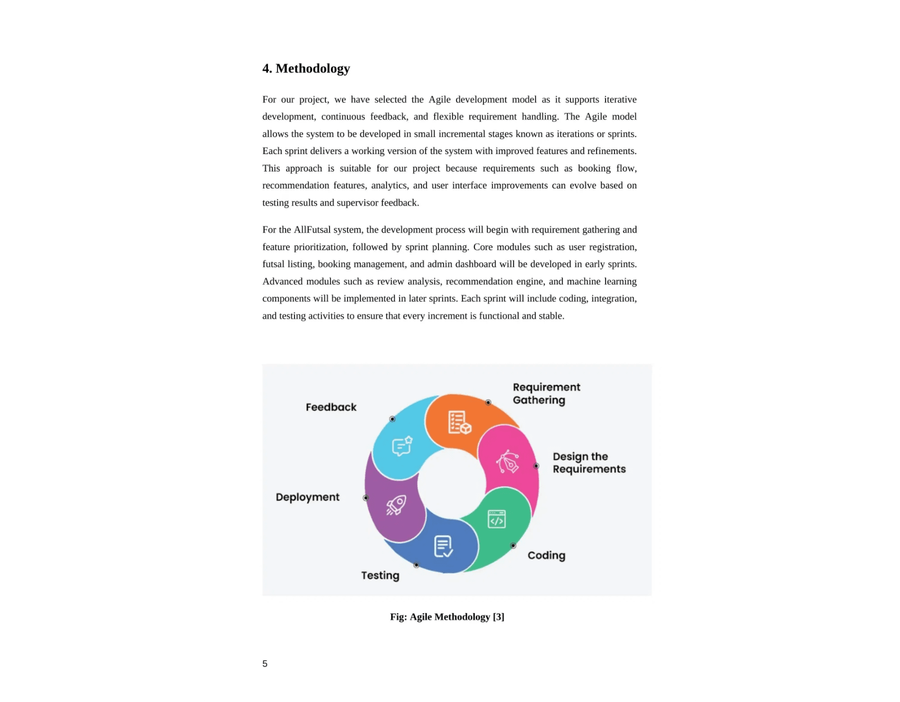 4. Methodology
For our project, we have selected the Agile development model as it supports iterative
development, continuous feedback, and flexible requirement handling. The Agile model
allows the system to be developed in small incremental stages known as iterations or sprints.
Each sprint delivers a working version of the system with improved features and refinements.
This approach is suitable for our project because requirements such as booking flow,
recommendation features, analytics, and user interface improvements can evolve based on
testing results and supervisor feedback.
For the AllFutsal system, the development process will begin with requirement gathering and
feature prioritization, followed by sprint planning. Core modules such as user registration,
futsal listing, booking management, and admin dashboard will be developed in early sprints.
Advanced modules such as review analysis, recommendation engine, and machine learning
components will be implemented in later sprints. Each sprint will include coding, integration,
and testing activities to ensure that every increment is functional and stable.
Requirement
Gathering
Feedback
Design the
Requirements
Deployment
Coding
Testing
Fig: Agile Methodology [3]
5